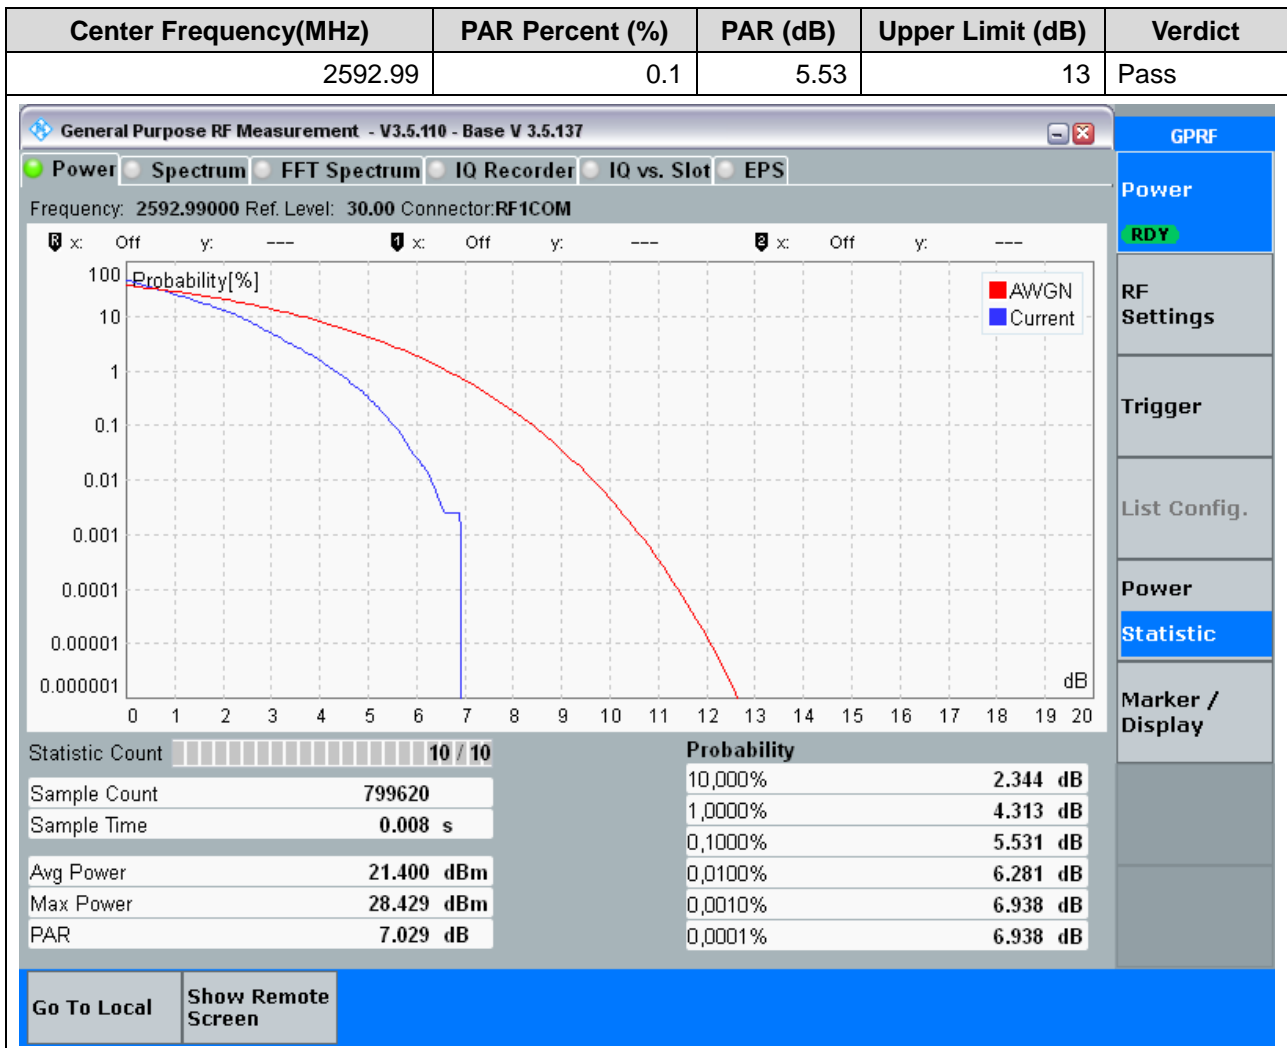 Center Frequency(MHz) PAR Percent (%) PAR (dB) Upper Limit (dB) Verdict
2592.99 0.1 5.53 13 Pass
General Purpose RF Measurement - V3.5.110 - Base V 3.5.137
GPRF
Power Spectrum FFT Spectrum IQ Recorder IQ vs. Slot EPS
Frequency: 2592.99000 Ref. Level: 30.00 Connector:RF1COM
R x: Off y: --- 1 x: Off y: --- 2 x: Off y: ---
Probability[%]
AWGN
Current
100
10
1
0.1
0.01
0.001
0.0001
0.00001
0.000001
dB
0 1 2 3 4 5 6 7 8 9 10 11 12 13 14 15 16 17 18 19 20
Statistic Count 10 / 10
Sample Count 799620
Sample Time 0.008 s
Avg Power 21.400 dBm
Max Power 28.429 dBm
PAR 7.029 dB
Probability
10,000% 2.344 dB
1,0000% 4.313 dB
0,1000% 5.531 dB
0,0100% 6.281 dB
0,0010% 6.938 dB
0,0001% 6.938 dB
Power
RDY
RF
Settings
Trigger
List Config.
Power
Statistic
Marker /
Display
Go To Local
Show Remote
Screen